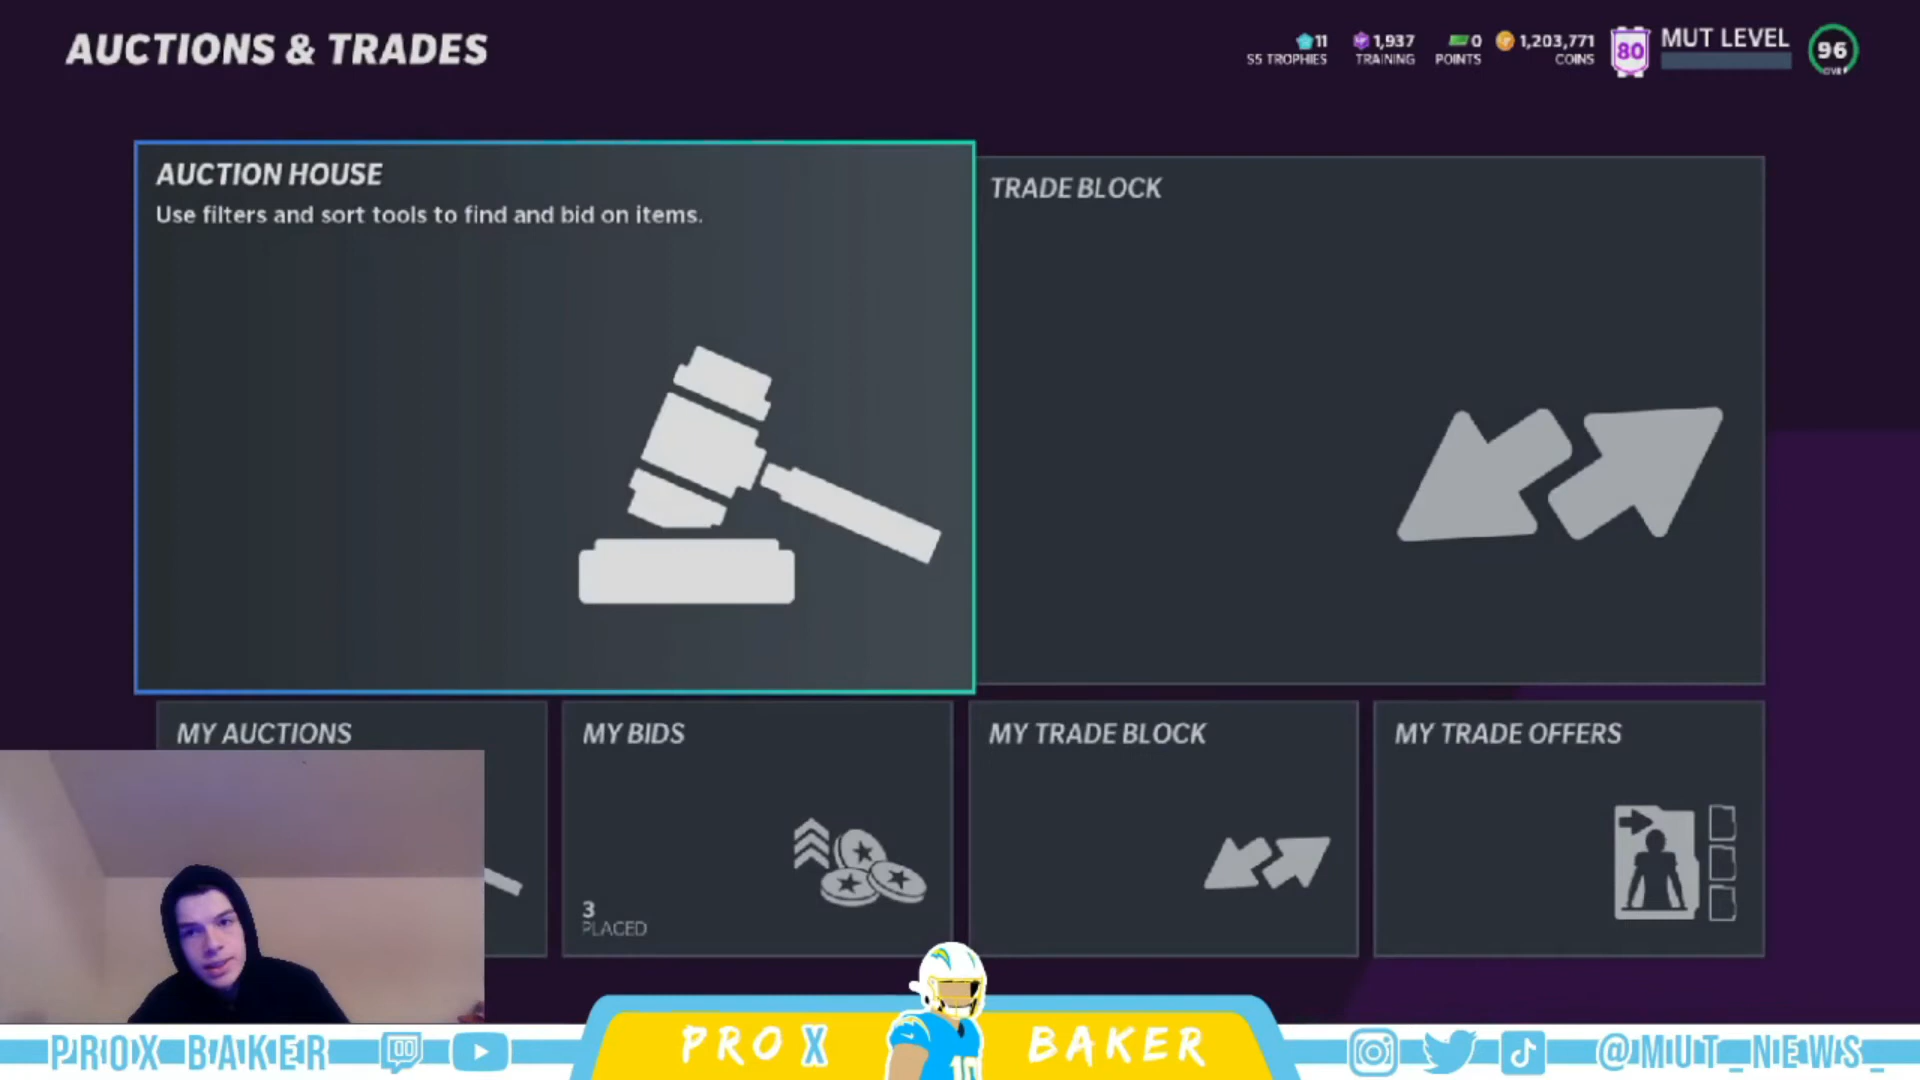 AUCTIONS & TRADES
11
S5 TROPHIES
1,937
TRAINING
0
POINTS
1,203,771
COINS
80
MUT LEVEL
96
OVR
AUCTION HOUSE
Use filters and sort tools to find and bid on items.
TRADE BLOCK
MY AUCTIONS
MY BIDS
3
PLACED
MY TRADE BLOCK
MY TRADE OFFERS
PROX BAKER
PRO X BAKER
10
@MUT_NEWS_